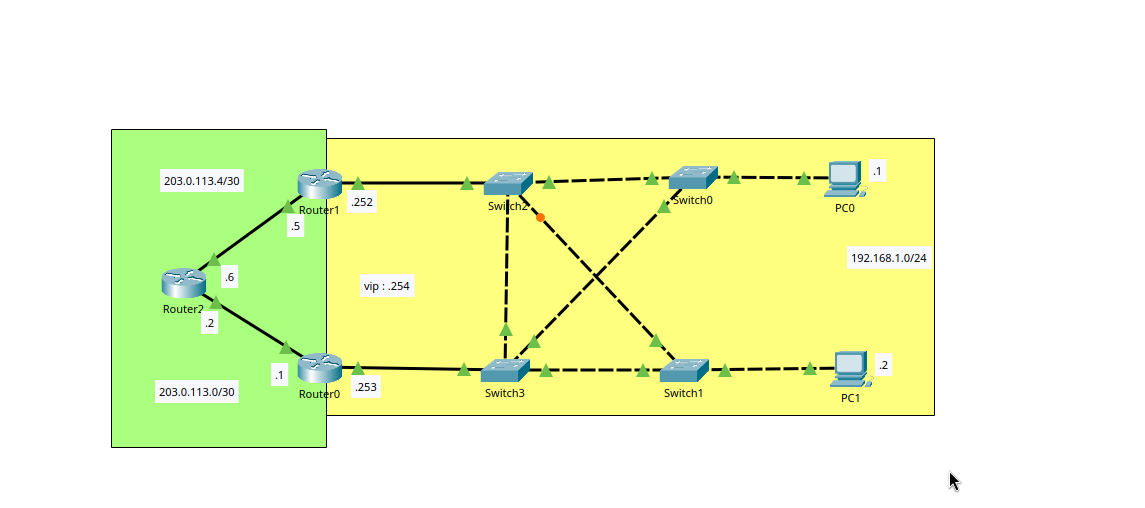 203.0.113.4/30
Router1
.252
.5
Switch2
Switch0
.1
PC0
192.168.1.0/24
vip : .254
.6
Router2
.2
.1
Router0
.253
203.0.113.0/30
Switch3
Switch1
.2
PC1